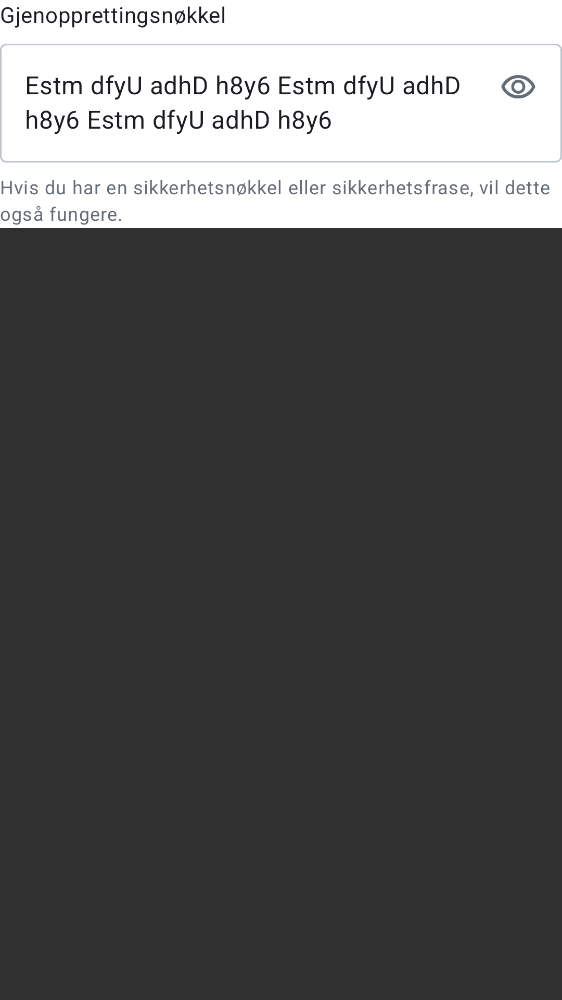 Gjenopprettingsnøkkel
Estm dfyU adhD h8y6 Estm dfyU adhD
h8y6 Estm dfyU adhD h8y6
Hvis du har en sikkerhetsnøkkel eller sikkerhetsfrase, vil dette
også fungere.